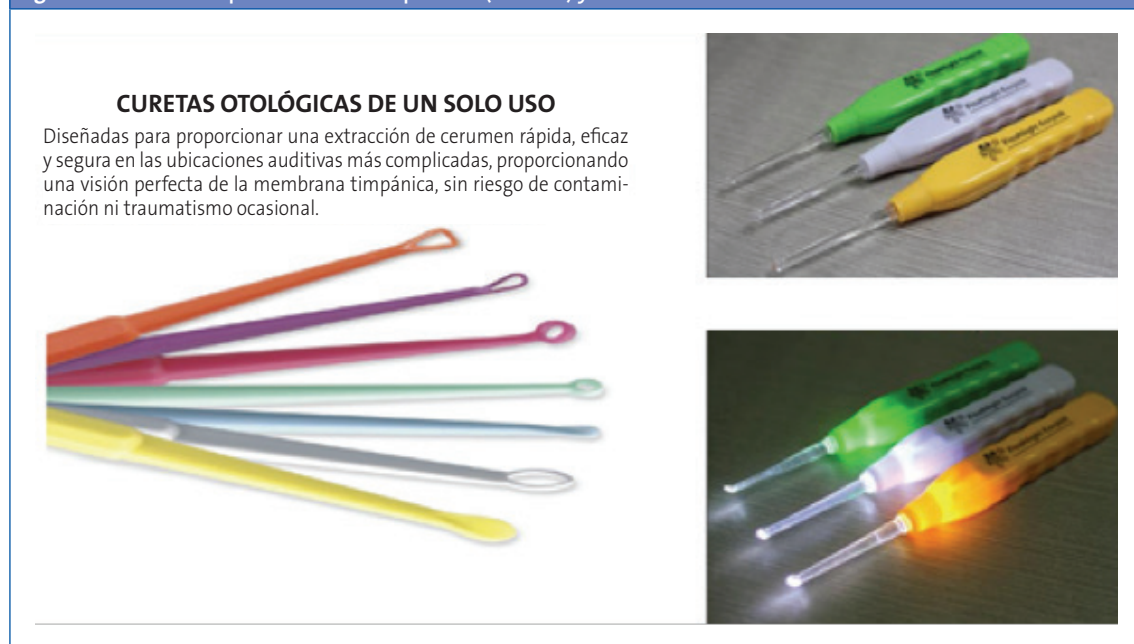 CURETAS OTOLÓGICAS DE UN SOLO USO
Diseñadas para proporcionar una extracción de cerumen rápida, eficaz
y segura en las ubicaciones auditivas más complicadas, proporcionando
una visión perfecta de la membrana timpánica, sin riesgo de contami-
nación ni traumatismo ocasional.